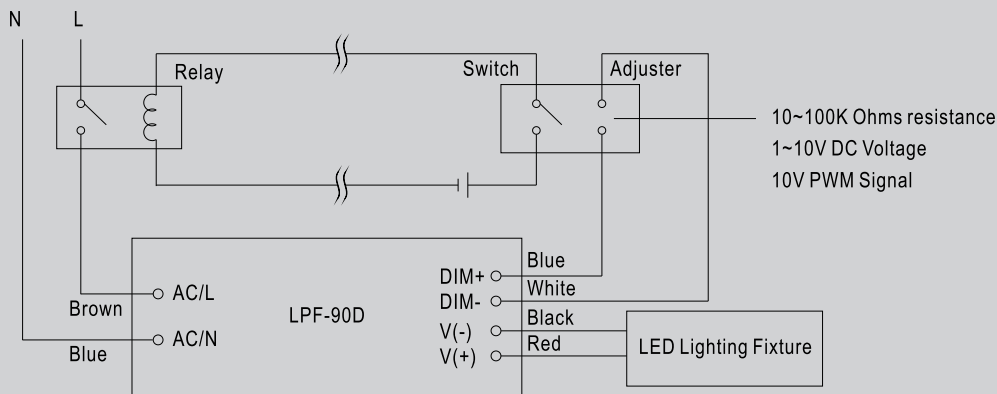 N L
Relay
Switch
Adjuster
10~100K Ohms resistance
1~10V DC Voltage
10V PWM Signal
Brown
Blue
AC/L
AC/N
LPF-90D
DIM+
DIM-
V(-)
V(+)
Blue
White
Black
Red
LED Lighting Fixture